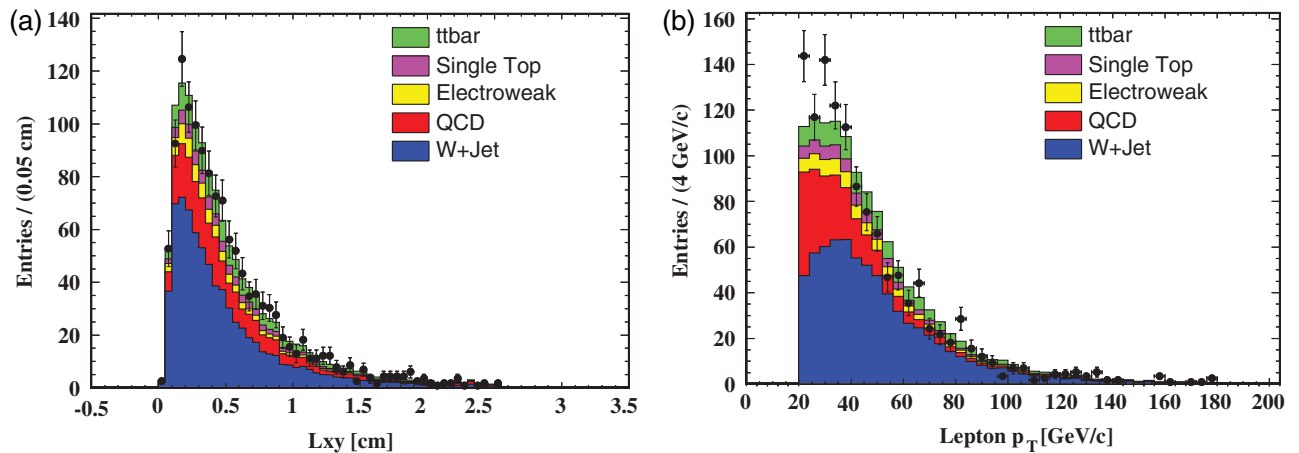 (a)
Entries / (0.05 cm)
140
120
100
80
60
40
20
0
ttbar
Single Top
Electroweak
QCD
W+Jet
-0.5 0 0.5 1 1.5 2 2.5 3 3.5
Lxy [cm]
(b)
Entries / (4 GeV/c)
160
140
120
100
80
60
40
20
0
ttbar
Single Top
Electroweak
QCD
W+Jet
0 20 40 60 80 100 120 140 160 180 200
Lepton pT[GeV/c]